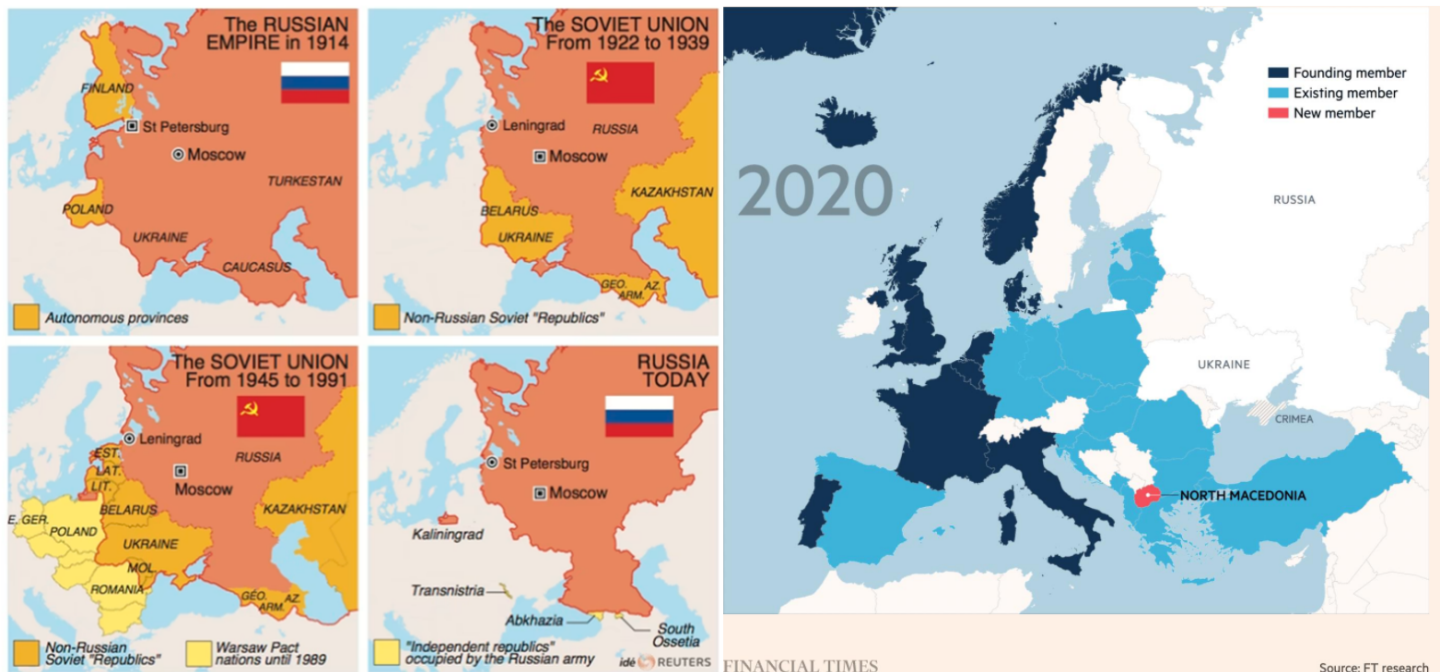 The RUSSIAN
EMPIRE in 1914
FINLAND
St Petersburg
Moscow
TURKESTAN
POLAND
UKRAINE
CAUCASUS
Autonomous provinces
The SOVIET UNION
From 1922 to 1939
Leningrad
RUSSIA
Moscow
KAZAKHSTAN
BELARUS
UKRAINE
GEO.
AZ.
ARM.
Non-Russian Soviet "Republics"
The SOVIET UNION
From 1945 to 1991
Leningrad
EST.
RUSSIA
LAT.
Moscow
LIT.
BELARUS
KAZAKHSTAN
E. GER.
POLAND
UKRAINE
MOL.
ROMANIA
GÉO.
AZ.
ARM.
Non-Russian
Soviet "Republics"
Warsaw Pact
nations until 1989
RUSSIA
TODAY
St Petersburg
Moscow
Kaliningrad
Transnistria
Abkhazia
South
Ossetia
"Independent republics"
occupied by the Russian army
idé REUTERS
Founding member
Existing member
New member
2020
RUSSIA
UKRAINE
CRIMEA
NORTH MACEDONIA
FINANCIAL TIMES
Source: FT research